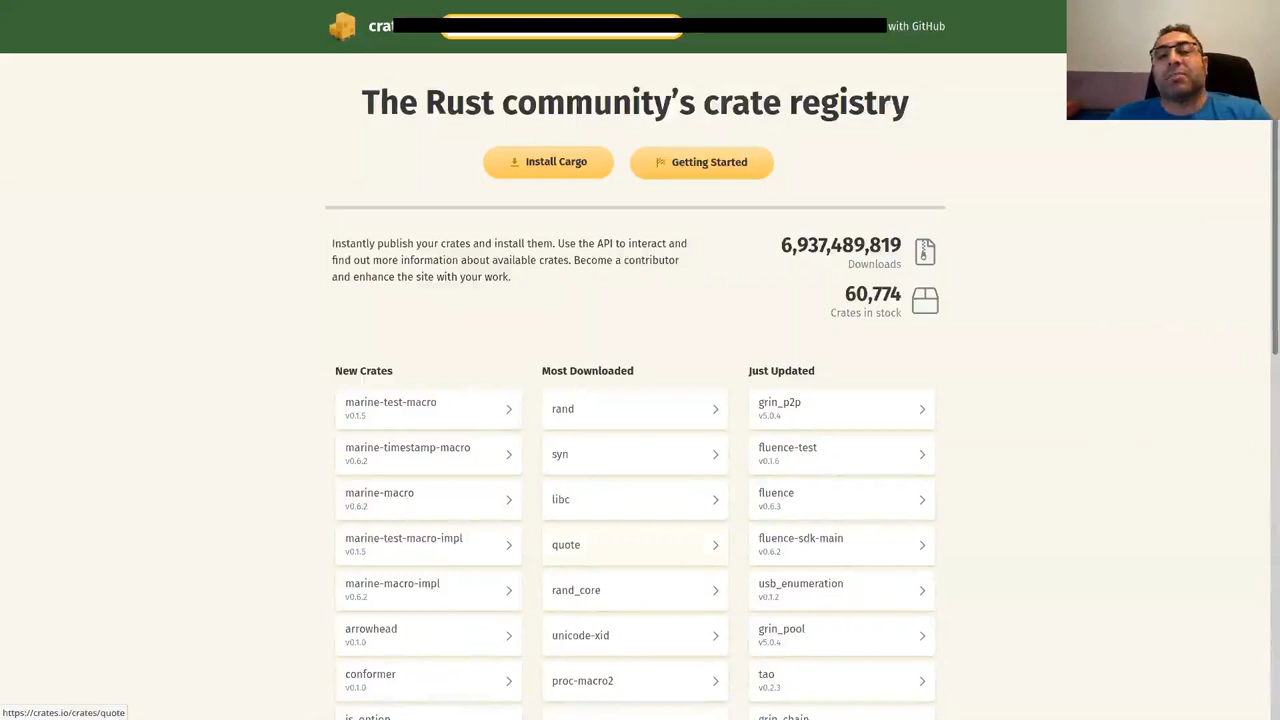 with GitHub
The Rust community's crate registry
Install Cargo
Getting Started
Instantly publish your crates and install them. Use the API to interact and
find out more information about available crates. Become a contributor
and enhance the site with your work.
6,937,489,819
Downloads
60,774
Crates in stock
New Crates
marine-test-macro
v0.1.5
marine-timestamp-macro
v0.6.2
marine-macro
v0.6.2
marine-test-macro-impl
v0.1.5
marine-macro-impl
v0.6.2
arrowhead
v0.1.0
conformer
v0.1.0
is_option
Most Downloaded
rand
syn
libc
quote
rand_core
unicode-xid
proc-macro2
Just Updated
grin_p2p
v5.0.4
fluence-test
v0.1.6
fluence
v0.6.3
fluence-sdk-main
v0.6.2
usb_enumeration
v0.1.2
grin_pool
v5.0.4
tao
v0.2.3
grin_chain
https://crates.io/crates/quote